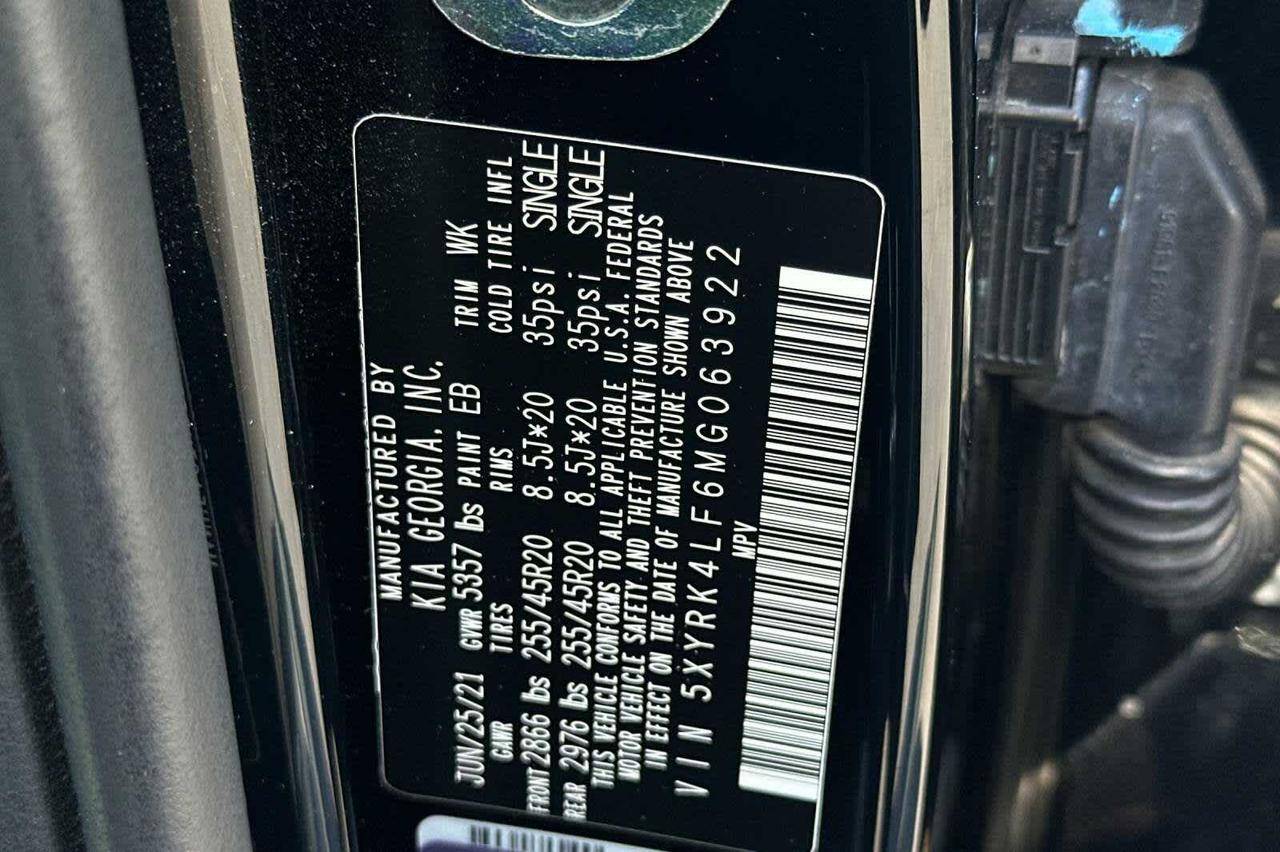 MANUFACTURED BY
KIA GEORGIA, INC.
JUN/25/21 GVWR 5357 lbs PAINT EB TRIM WK
GAWR TIRES RIMS COLD TIRE INFL
FRONT 2866 lbs 255/45R20 8.5J*20 35psi SINGLE
REAR 2976 lbs 255/45R20 8.5J*20 35psi SINGLE
THIS VEHICLE CONFORMS TO ALL APPLICABLE U.S.A. FEDERAL
MOTOR VEHICLE SAFETY AND THEFT PREVENTION STANDARDS
IN EFFECT ON THE DATE OF MANUFACTURE SHOWN ABOVE
VIN 5XYRK4LF6MG063922
MPV